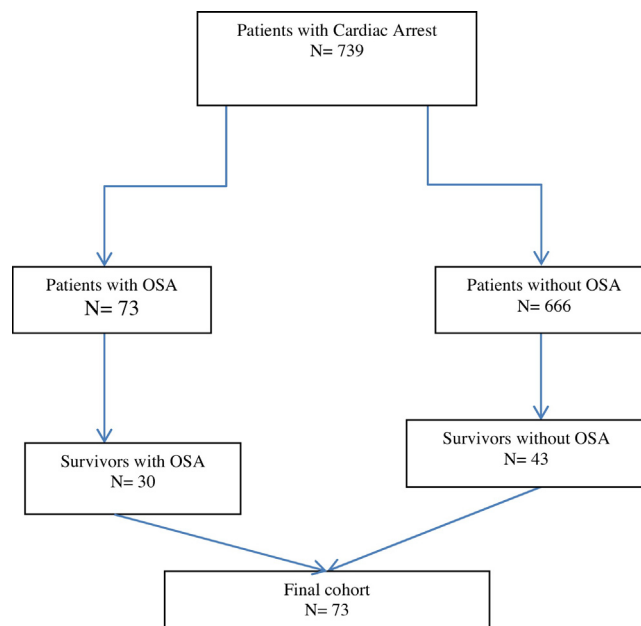 Patients with Cardiac Arrest
N= 739
Patients with OSA
N= 73
Patients without OSA
N= 666
Survivors with OSA
N= 30
Survivors without OSA
N= 43
Final cohort
N= 73